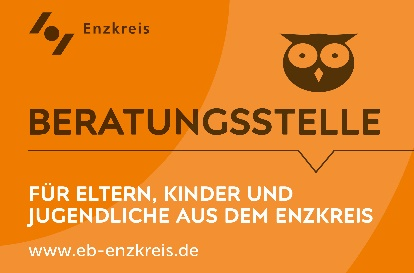 Enzkreis
BERATUNGSSTELLE
FÜR ELTERN, KINDER UND
JUGENDLICHE AUS DEM ENZKREIS
www.eb-enzkreis.de